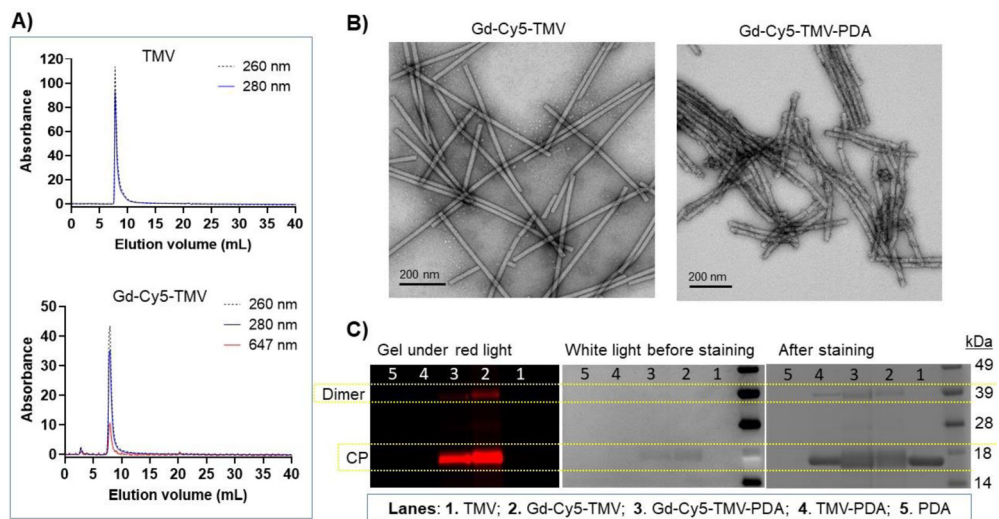 A)
TMV
260 nm
280 nm
Absorbance
120
100
80
60
40
20
0
0 5 10 15 20 25 30 35 40
Elution volume (mL)
Gd-Cy5-TMV
260 nm
280 nm
647 nm
Absorbance
50
40
30
20
10
0
0 5 10 15 20 25 30 35 40
Elution volume (mL)
B)
Gd-Cy5-TMV
Gd-Cy5-TMV-PDA
200 nm
200 nm
C)
Gel under red light
White light before staining
After staining
kDa
5 4 3 2 1
5 4 3 2 1
5 4 3 2 1
49
Dimer
39
28
CP
18
14
Lanes: 1. TMV; 2. Gd-Cy5-TMV; 3. Gd-Cy5-TMV-PDA; 4. TMV-PDA; 5. PDA